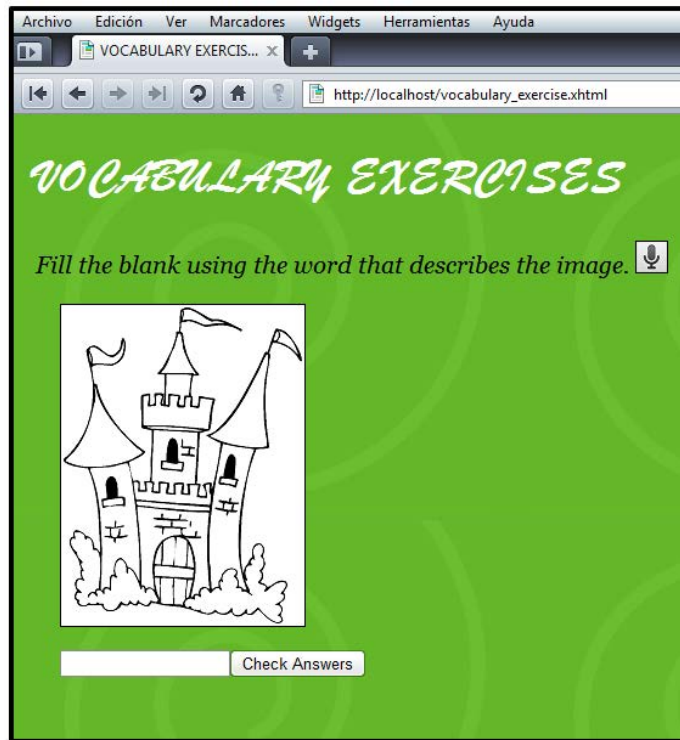 Archivo Edición Ver Marcadores Widgets Herramientas Ayuda
VOCABULARY EXERCIS...
http://localhost/vocabulary_exercise.xhtml
VOCABULARY EXERCISES
Fill the blank using the word that describes the image.
Check Answers